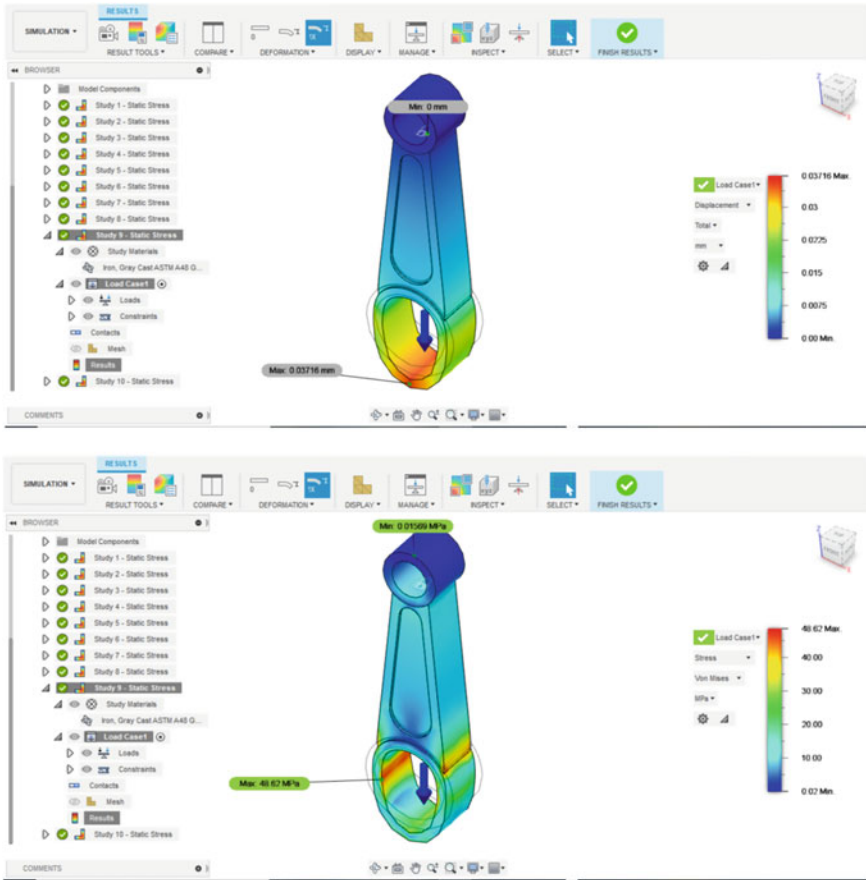 RESULTS
SIMULATION
RESULT TOOLS
COMPARE
DEFORMATION
DISPLAY
MANAGE
INSPECT
SELECT
FINISH RESULTS
BROWSER
Model Components
Study 1 - Static Stress
Study 2 - Static Stress
Study 3 - Static Stress
Study 4 - Static Stress
Study 5 - Static Stress
Study 6 - Static Stress
Study 7 - Static Stress
Study 8 - Static Stress
Study 9 - Static Stress
Study Materials
Iron, Gray Cast ASTM A48 G...
Load Case1
Loads
Constraints
Contacts
Mesh
Results
Study 10 - Static Stress
COMMENTS
Min: 0 mm
Max: 0.03716 mm
Z
X
Load Case1
Displacement
Total
mm
0.03716 Max.
0.03
0.0225
0.015
0.0075
0.00 Min.
RESULTS
SIMULATION
RESULT TOOLS
COMPARE
DEFORMATION
DISPLAY
MANAGE
INSPECT
SELECT
FINISH RESULTS
BROWSER
Model Components
Study 1 - Static Stress
Study 2 - Static Stress
Study 3 - Static Stress
Study 4 - Static Stress
Study 5 - Static Stress
Study 6 - Static Stress
Study 7 - Static Stress
Study 8 - Static Stress
Study 9 - Static Stress
Study Materials
Iron, Gray Cast ASTM A48 G...
Load Case1
Loads
Constraints
Contacts
Mesh
Results
Study 10 - Static Stress
COMMENTS
Min: 0.01569 MPa
Max: 48.62 MPa
Z
X
Load Case1
Stress
Von Mises
MPa
48.62 Max.
40.00
30.00
20.00
10.00
0.02 Min.